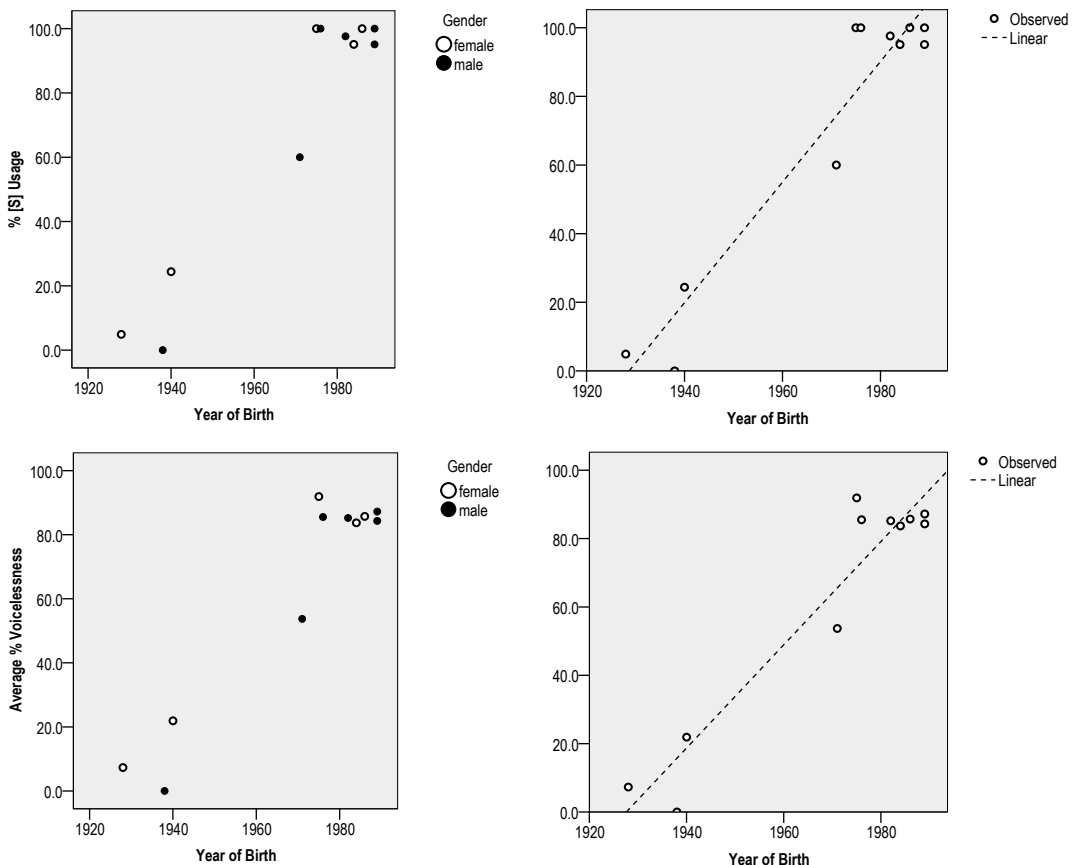 100.0
80.0
60.0
40.0
20.0
0.0
% [S] Usage
1920 1940 1960 1980
Year of Birth
Gender
female
male
100.0
80.0
60.0
40.0
20.0
0.0
1920 1940 1960 1980
Year of Birth
Observed
Linear
100.0
80.0
60.0
40.0
20.0
0.0
Average % Voicelessness
1920 1940 1960 1980
Year of Birth
Gender
female
male
100.0
80.0
60.0
40.0
20.0
0.0
1920 1940 1960 1980
Year of Birth
Observed
Linear